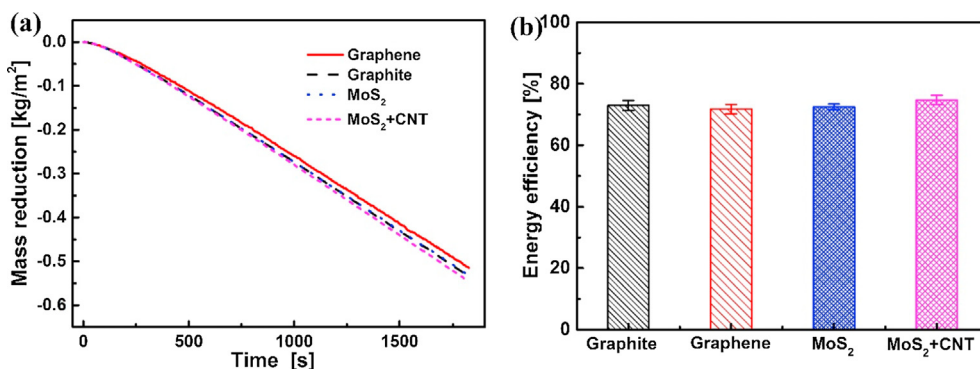 (a)
Mass reduction [kg/m²]
0.0
-0.1
-0.2
-0.3
-0.4
-0.5
-0.6
Graphene
Graphite
MoS₂
MoS₂+CNT
0 500 1000 1500
Time [s]
(b)
Energy efficiency [%]
100
80
60
40
20
0
Graphite Graphene MoS₂ MoS₂+CNT